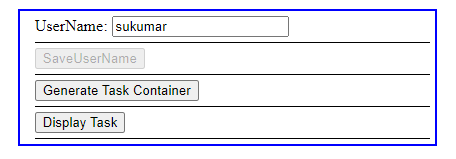 UserName: sukumar
SaveUserName
Generate Task Container
Display Task